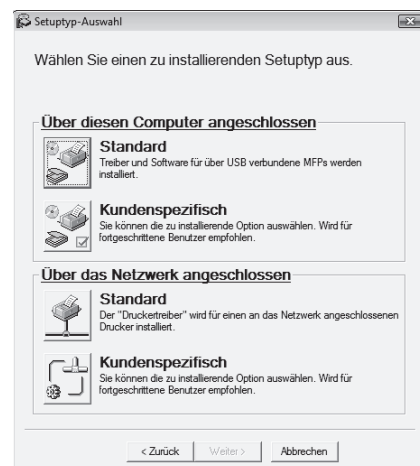 Setuptyp-Auswahl
Wählen Sie einen zu installierenden Setuptyp aus.
Über diesen Computer angeschlossen
Standard
Treiber und Software für über USB verbundene MFPs werden
installiert.
Kundenspezifisch
Sie können die zu installierende Option auswählen. Wird für
fortgeschrittene Benutzer empfohlen.
Über das Netzwerk angeschlossen
Standard
Der "Druckertreiber" wird für einen an das Netzwerk angeschlossenen
Drucker installiert.
Kundenspezifisch
Sie können die zu installierende Option auswählen. Wird für
fortgeschrittene Benutzer empfohlen.
< Zurück Weiter > Abbrechen